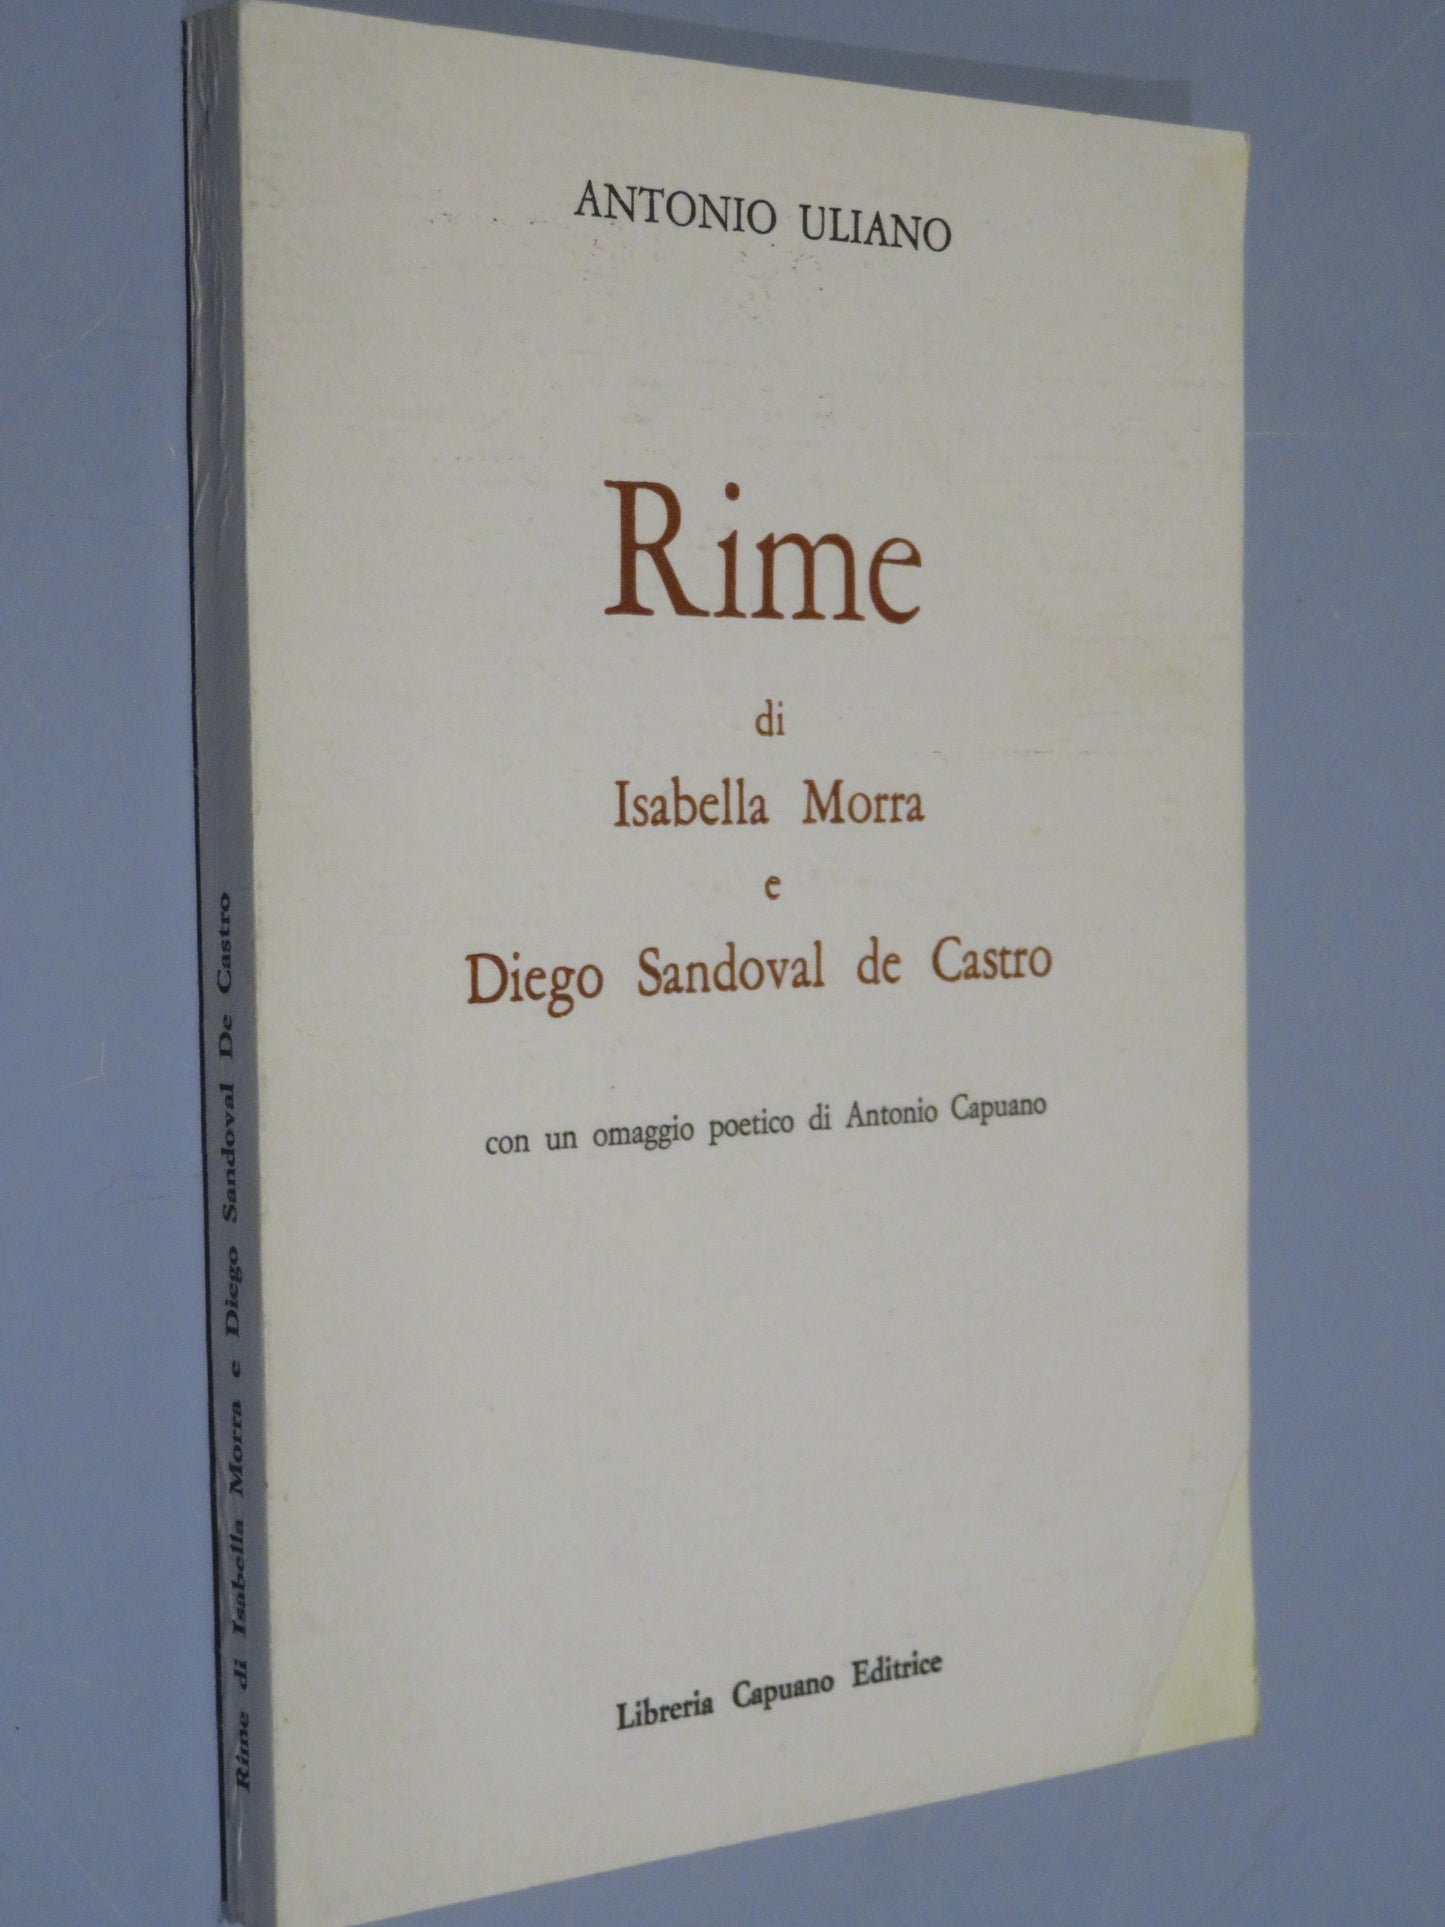 ANTONIO ULIANO
Rime
di
Isabella Morra
e
Diego Sandoval de Castro
con un omaggio poetico di Antonio Capuano
Libreria Capuano Editrice
Rime di Isabella Morra e Diego Sandoval De Castro